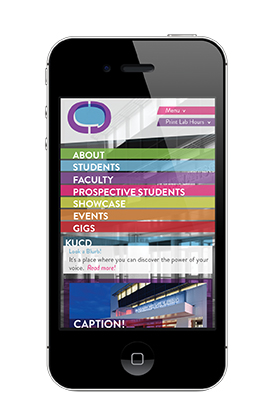 Menu
Print Lab Hours
ABOUT
STUDENTS
FACULTY
PROSPECTIVE STUDENTS
SHOWCASE
EVENTS
GIGS
KUCD
Look a Blurb!
It's a place where you can discover the power of your
voice. Read more!
CAPTION!